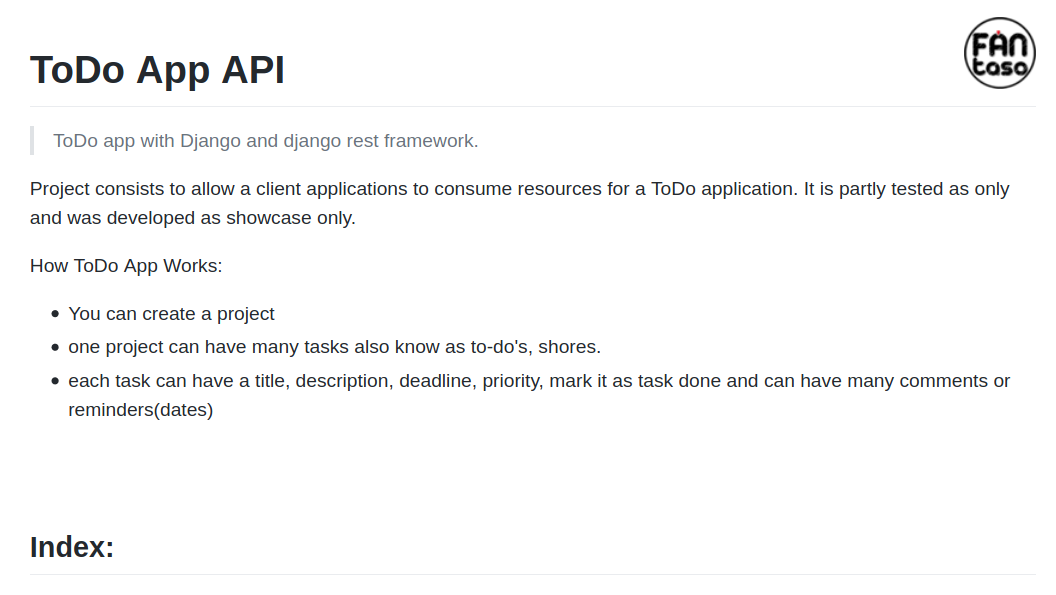 ToDo App API
FAN
taso
ToDo app with Django and django rest framework.
Project consists to allow a client applications to consume resources for a ToDo application. It is partly tested as only
and was developed as showcase only.
How ToDo App Works:
You can create a project
one project can have many tasks also know as to-do's, shores.
each task can have a title, description, deadline, priority, mark it as task done and can have many comments or
reminders(dates)
Index: